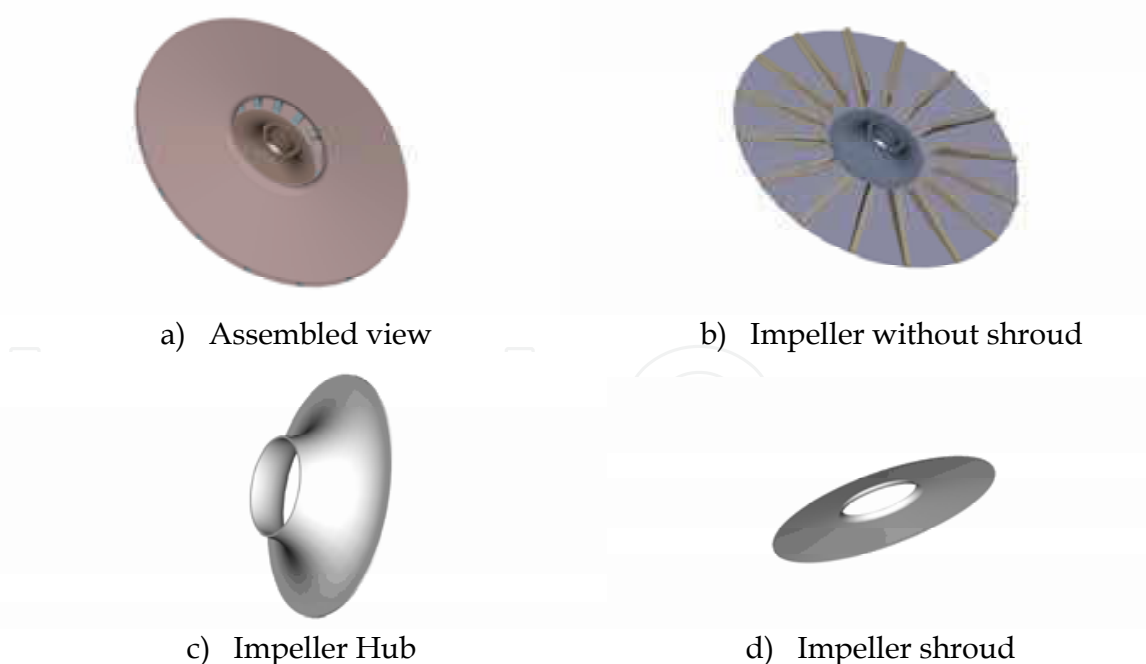 a) Assembled view
b) Impeller without shroud
c) Impeller Hub
d) Impeller shroud